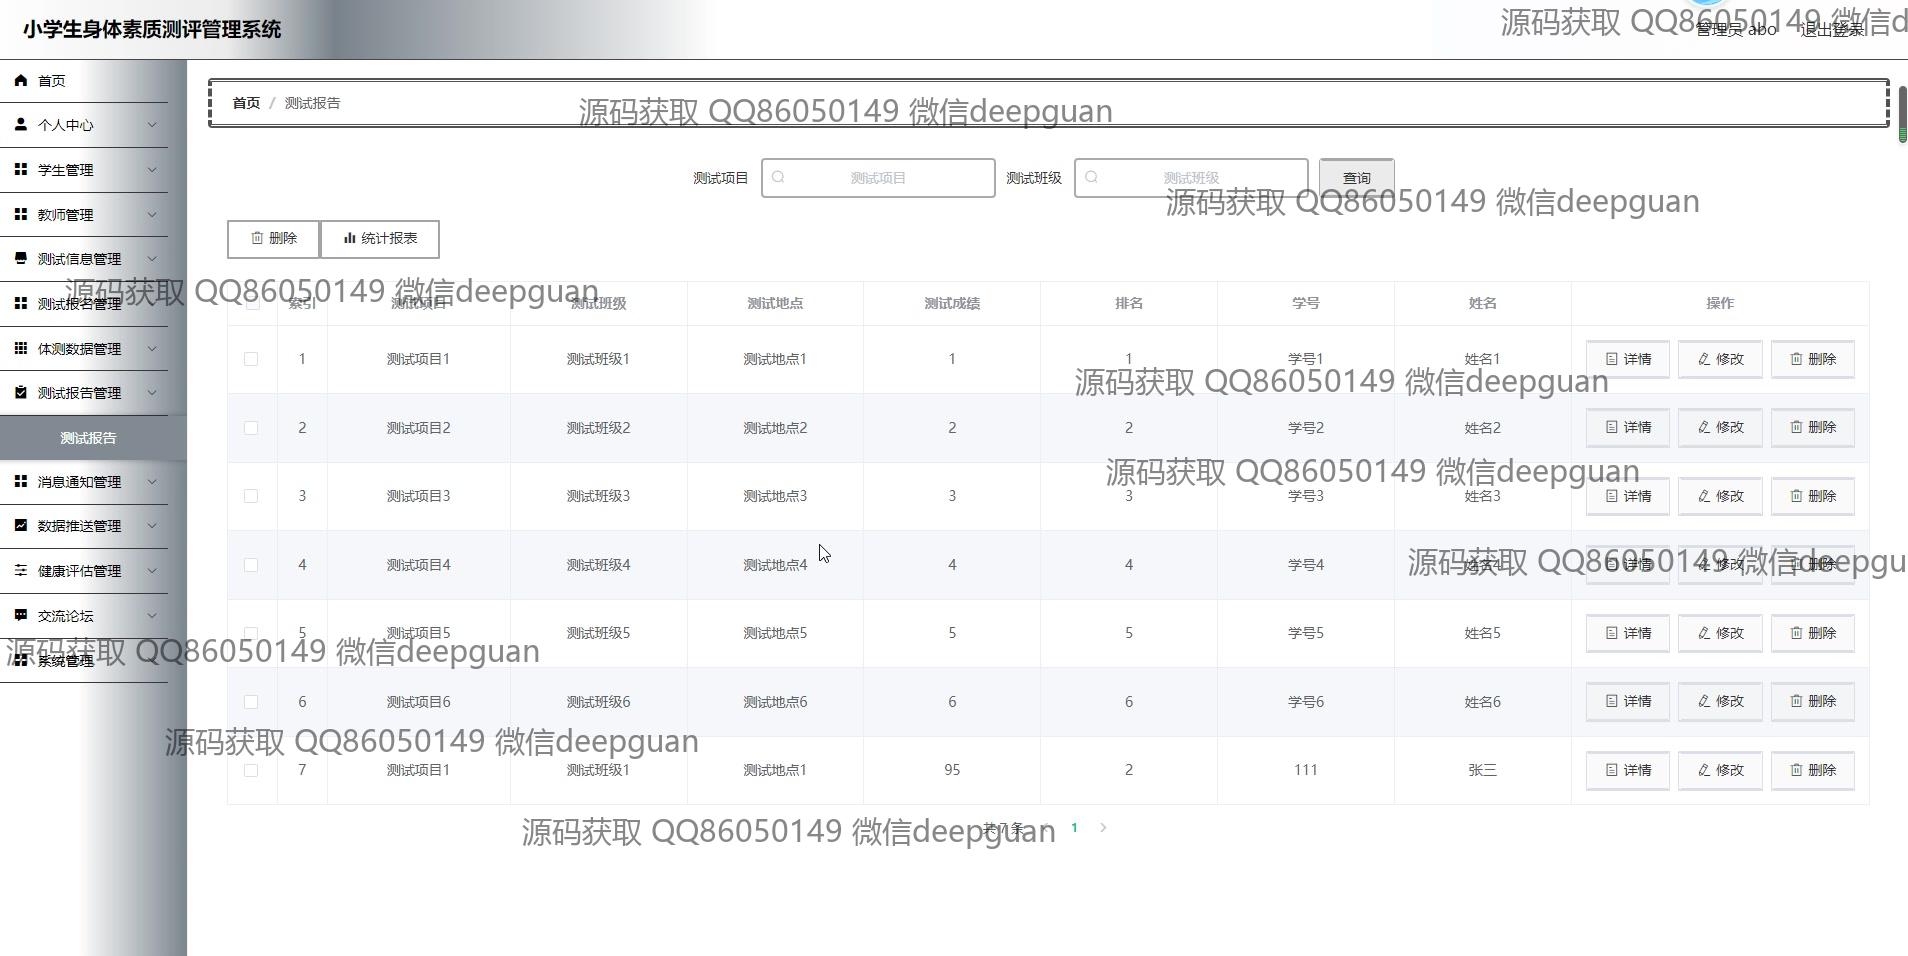 小学生身体素质测评管理系统
源码获取 QQ86050149 微信d
管理员 abo 退出登录
首页
个人中心
学生管理
教师管理
测试信息管理
测试报名管理
体测数据管理
测试报告管理
测试报告
消息通知管理
数据推送管理
健康评估管理
交流论坛
系统管理
首页 / 测试报告
源码获取 QQ86050149 微信deepguan
测试项目 测试项目 测试班级 测试班级 查询
源码获取 QQ86050149 微信deepguan
删除 统计报表
源码获取 QQ86050149 微信deepguan
索引 测试项目 测试班级 测试地点 测试成绩 排名 学号 姓名 操作
1 测试项目1 测试班级1 测试地点1 1 1 学号1 姓名1 详情 修改 删除
源码获取 QQ86050149 微信deepguan
2 测试项目2 测试班级2 测试地点2 2 2 学号2 姓名2 详情 修改 删除
源码获取 QQ86050149 微信deepguan
3 测试项目3 测试班级3 测试地点3 3 3 学号3 姓名3 详情 修改 删除
源码获取 QQ86050149 微信deepgu
4 测试项目4 测试班级4 测试地点4 4 4 学号4 姓名4 详情 修改 删除
5 测试项目5 测试班级5 测试地点5 5 5 学号5 姓名5 详情 修改 删除
源码获取 QQ86050149 微信deepguan
6 测试项目6 测试班级6 测试地点6 6 6 学号6 姓名6 详情 修改 删除
源码获取 QQ86050149 微信deepguan
7 测试项目1 测试班级1 测试地点1 95 2 111 张三 详情 修改 删除
源码获取 QQ86050149 微信deepguan
共 7 条 1